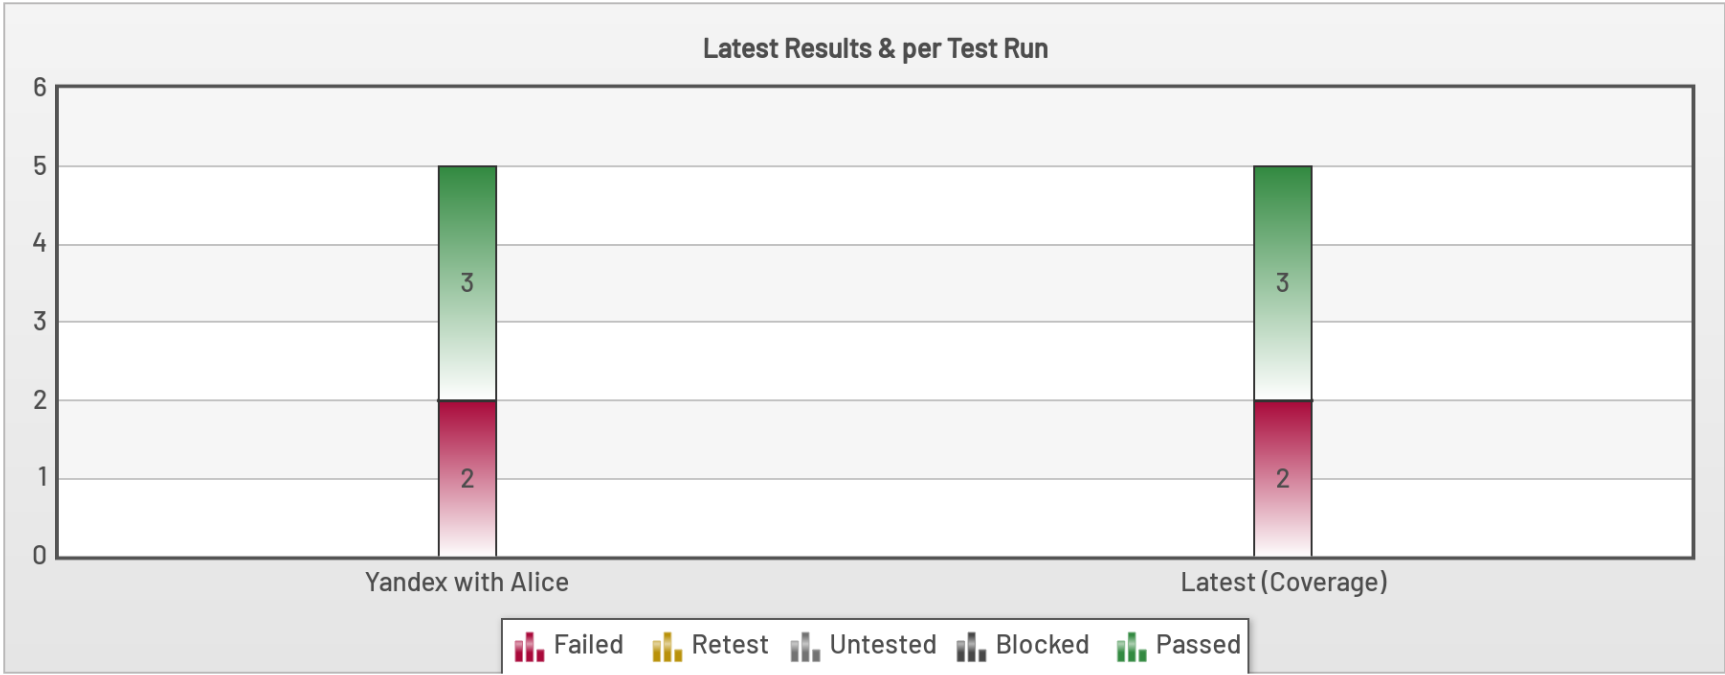 Latest Results & per Test Run
6
5
4
3
2
1
0
3
2
3
2
Yandex with Alice
Latest (Coverage)
Failed Retest Untested Blocked Passed